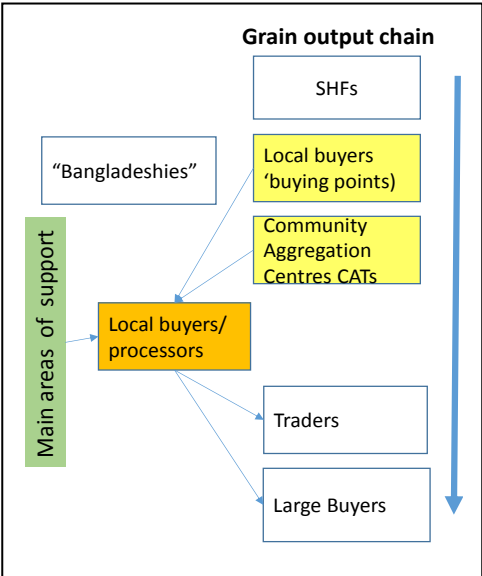 Grain output chain
SHFs
“Bangladeshies”
Local buyers
‘buying points)
Community
Aggregation
Centres CATs
Main areas of support
Local buyers/
processors
Traders
Large Buyers